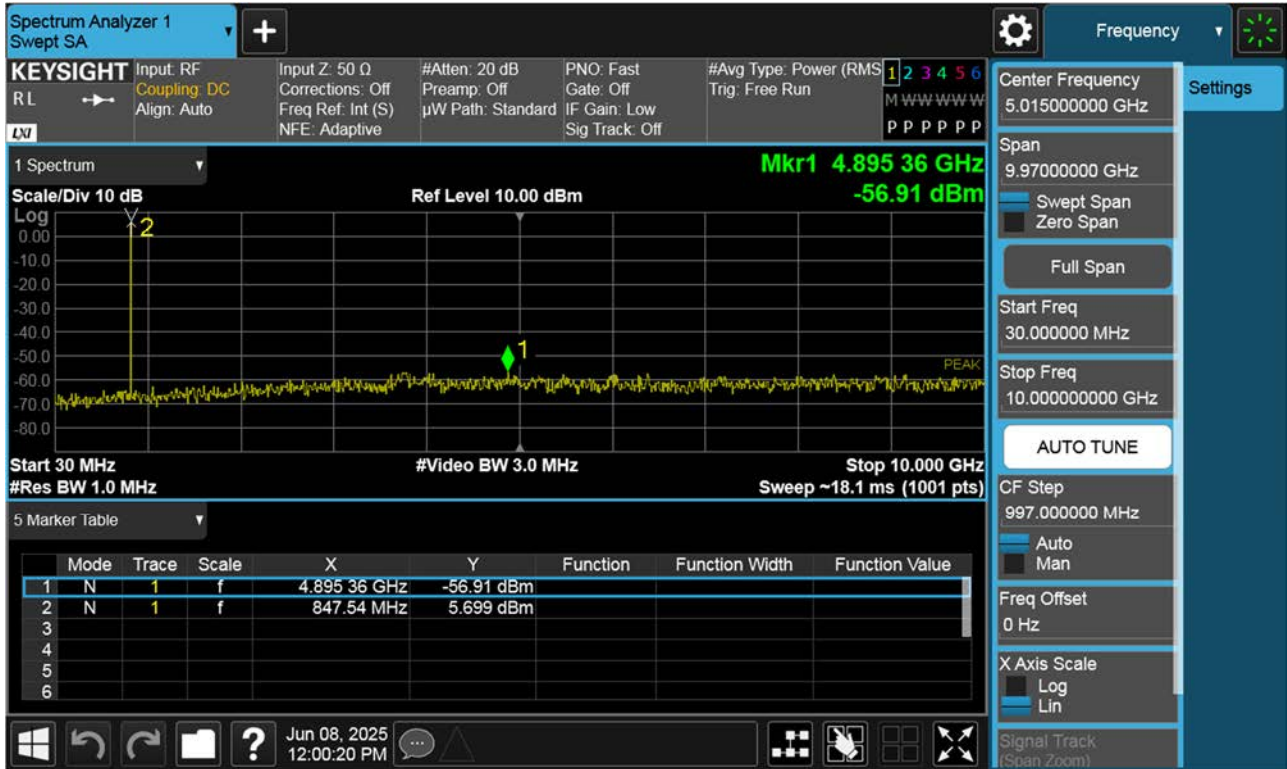 Spectrum Analyzer 1
Swept SA
+
Frequency
KEYSIGHT
RL
LXI
Input: RF
Coupling: DC
Align: Auto
Input Z: 50 Ω
Corrections: Off
Freq Ref: Int (S)
NFE: Adaptive
#Atten: 20 dB
Preamp: Off
µW Path: Standard
PNO: Fast
Gate: Off
IF Gain: Low
Sig Track: Off
#Avg Type: Power (RMS
Trig: Free Run
1 2 3 4 5 6
M W W W W W
P P P P P P
1 Spectrum
Mkr1 4.895 36 GHz
Scale/Div 10 dB
Ref Level 10.00 dBm
-56.91 dBm
Log
2
0.00
-10.0
-20.0
-30.0
-40.0
-50.0
1
PEAK
-60.0
-70.0
-80.0
Start 30 MHz
#Video BW 3.0 MHz
Stop 10.000 GHz
#Res BW 1.0 MHz
Sweep ~18.1 ms (1001 pts)
5 Marker Table
Mode Trace Scale X Y Function Function Width Function Value
1 N 1 f 4.895 36 GHz -56.91 dBm
2 N 1 f 847.54 MHz 5.699 dBm
3
4
5
6
?
Jun 08, 2025
12:00:20 PM
Center Frequency
5.015000000 GHz
Settings
Span
9.97000000 GHz
Swept Span
Zero Span
Full Span
Start Freq
30.000000 MHz
Stop Freq
10.000000000 GHz
AUTO TUNE
CF Step
997.000000 MHz
Auto
Man
Freq Offset
0 Hz
X Axis Scale
Log
Lin
Signal Track
(Span Zoom)